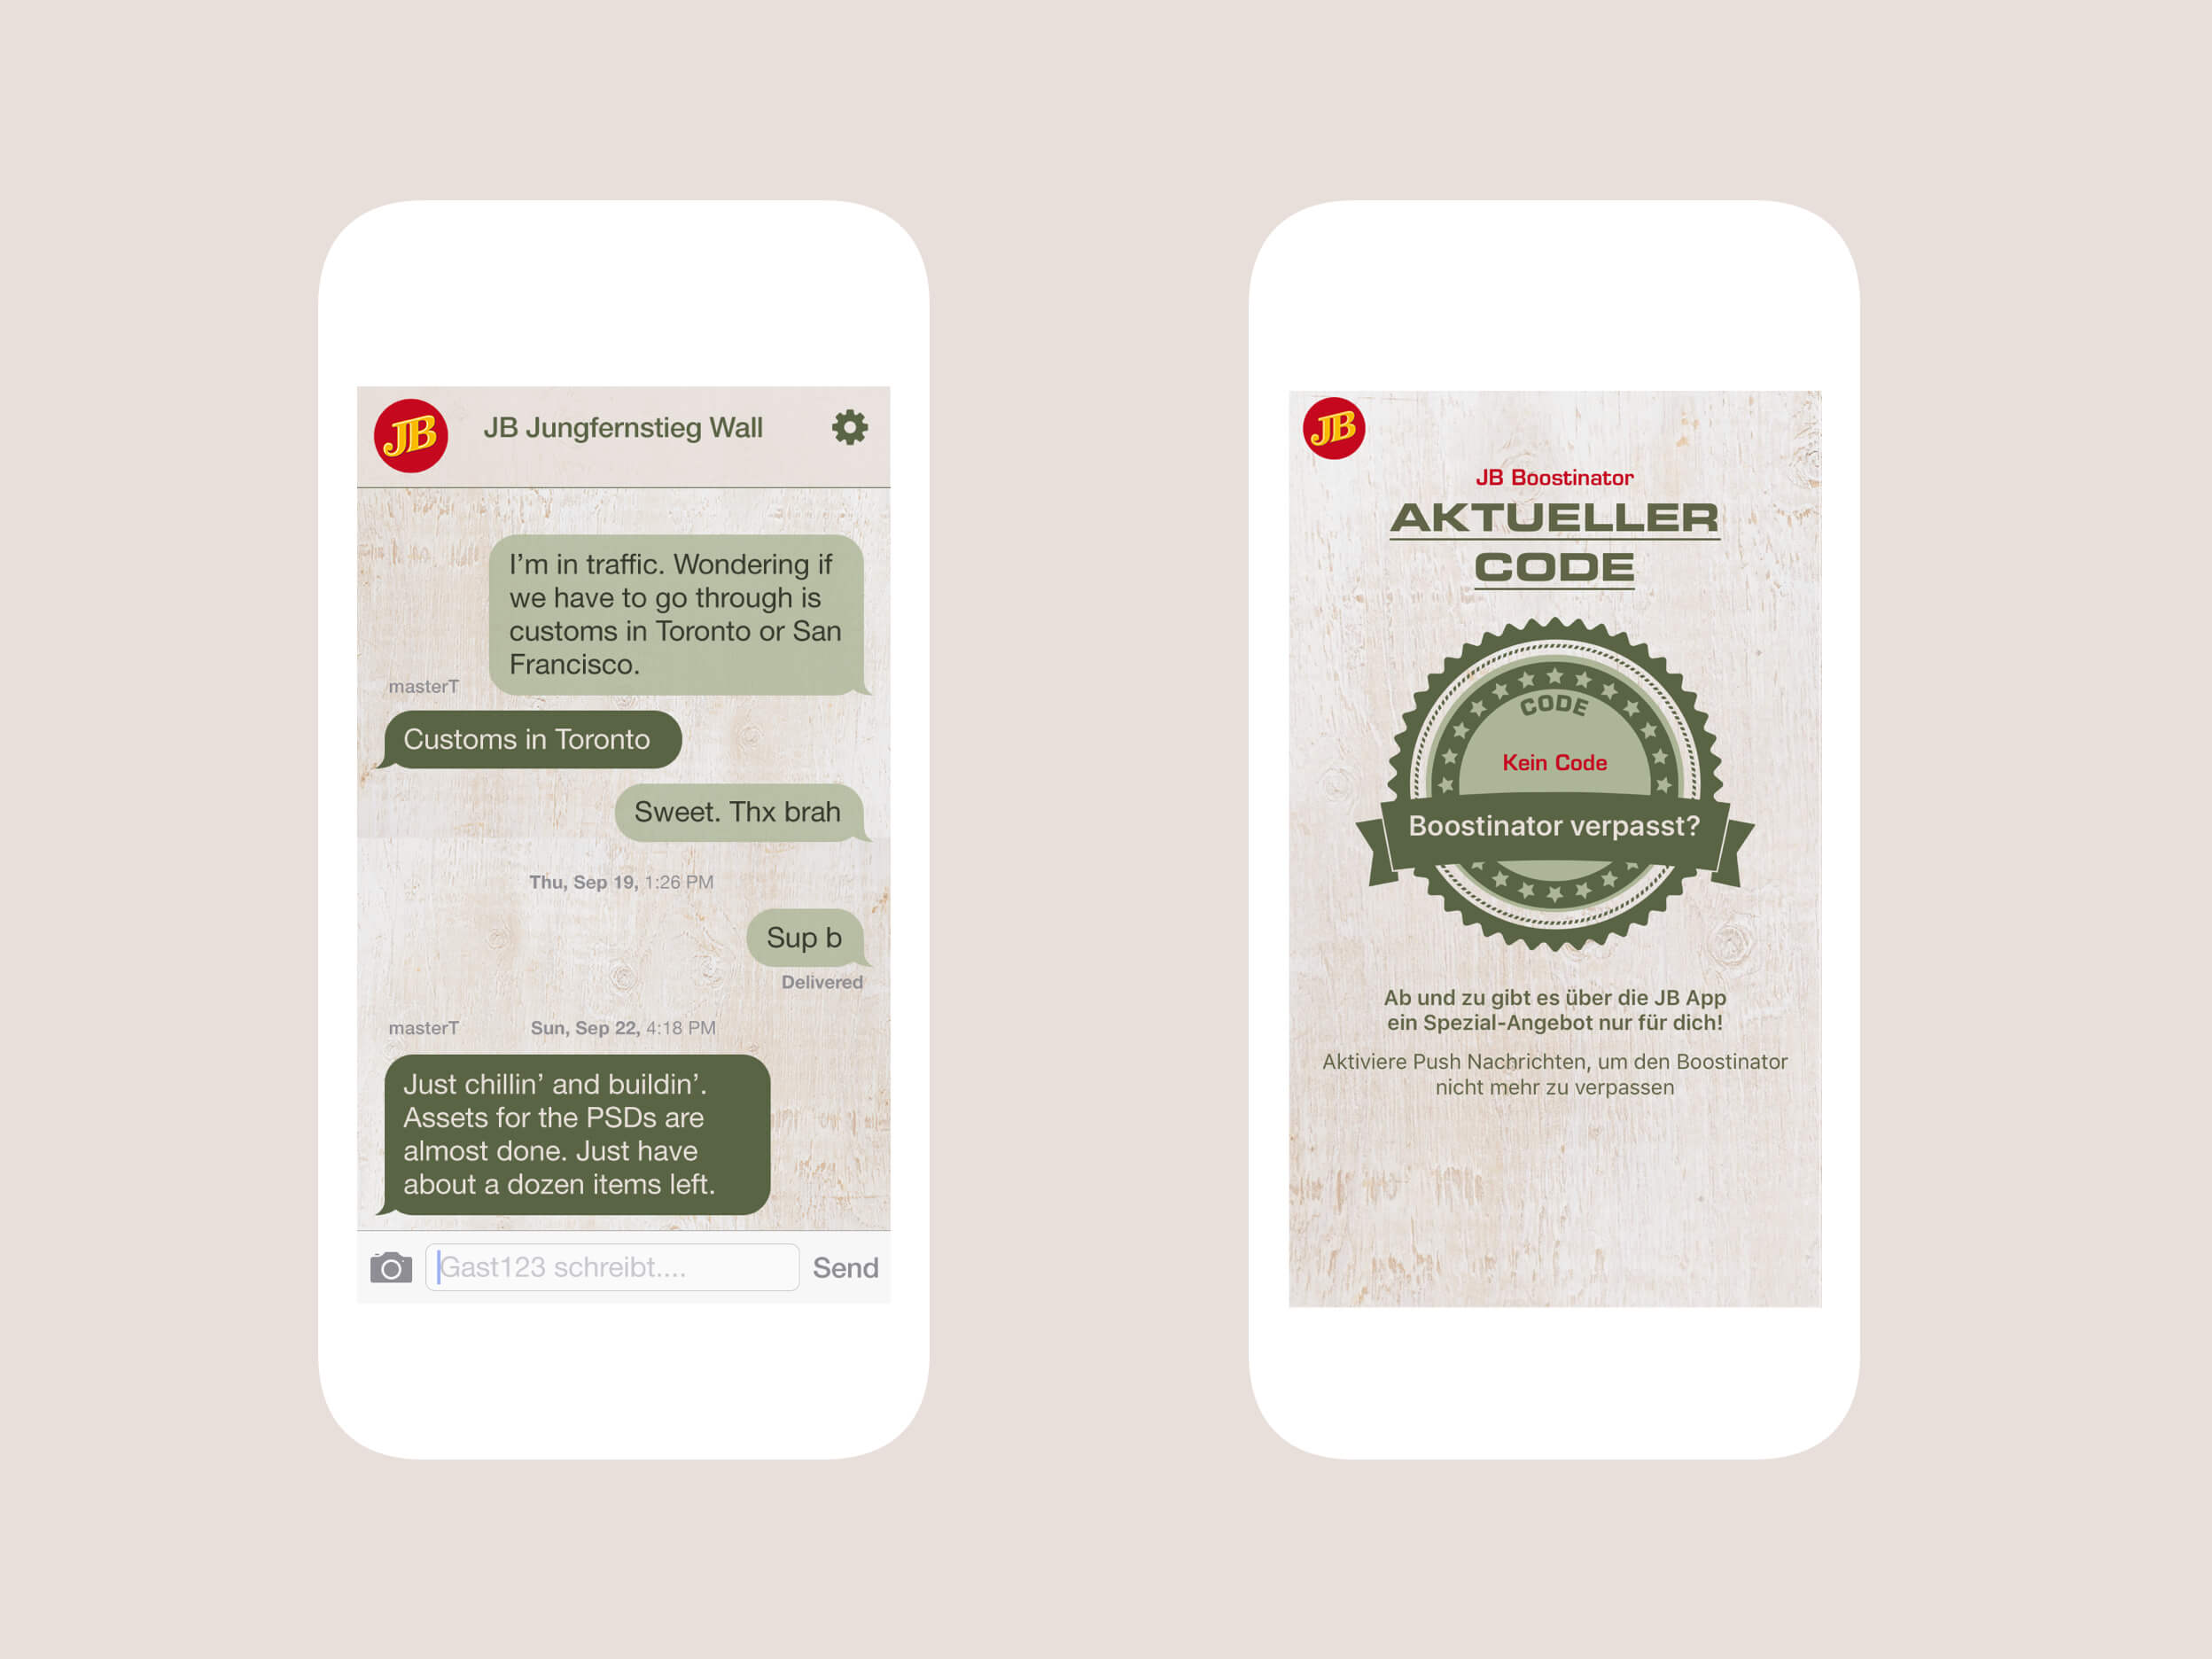 JB
JB Jungfernstieg Wall
I’m in traffic. Wondering if
we have to go through is
customs in Toronto or San
Francisco.
masterT
Customs in Toronto
Sweet. Thx brah
Thu, Sep 19, 1:26 PM
Sup b
Delivered
masterT
Sun, Sep 22, 4:18 PM
Just chillin’ and buildin’.
Assets for the PSDs are
almost done. Just have
about a dozen items left.
Gast123 schreibt....
Send
JB
JB Boostinator
AKTUELLER
CODE
CODE
Kein Code
Boostinator verpasst?
Ab und zu gibt es über die JB App
ein Spezial-Angebot nur für dich!
Aktiviere Push Nachrichten, um den Boostinator
nicht mehr zu verpassen